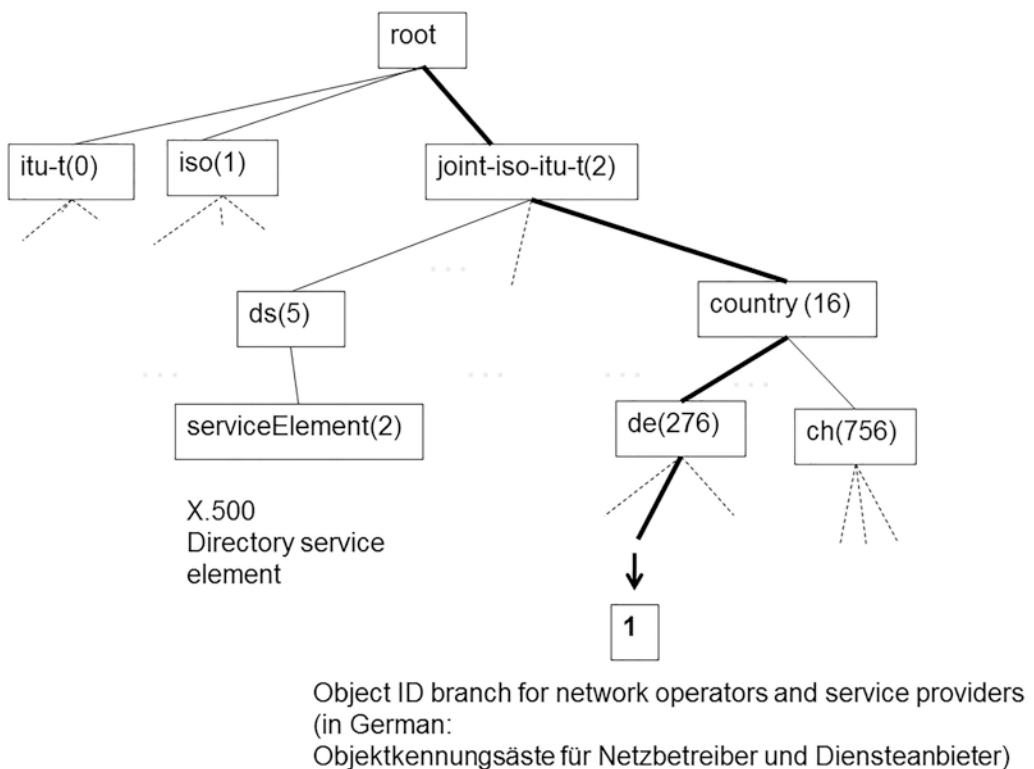 root
itu-t(0)
iso(1)
joint-iso-itu-t(2)
...
ds(5)
country (16)
...
...
...
...
serviceElement(2)
de(276)
ch(756)
X.500
Directory service
element
1
Object ID branch for network operators and service providers
(in German:
Objektkennungsäste für Netzbetreiber und Diensteanbieter)